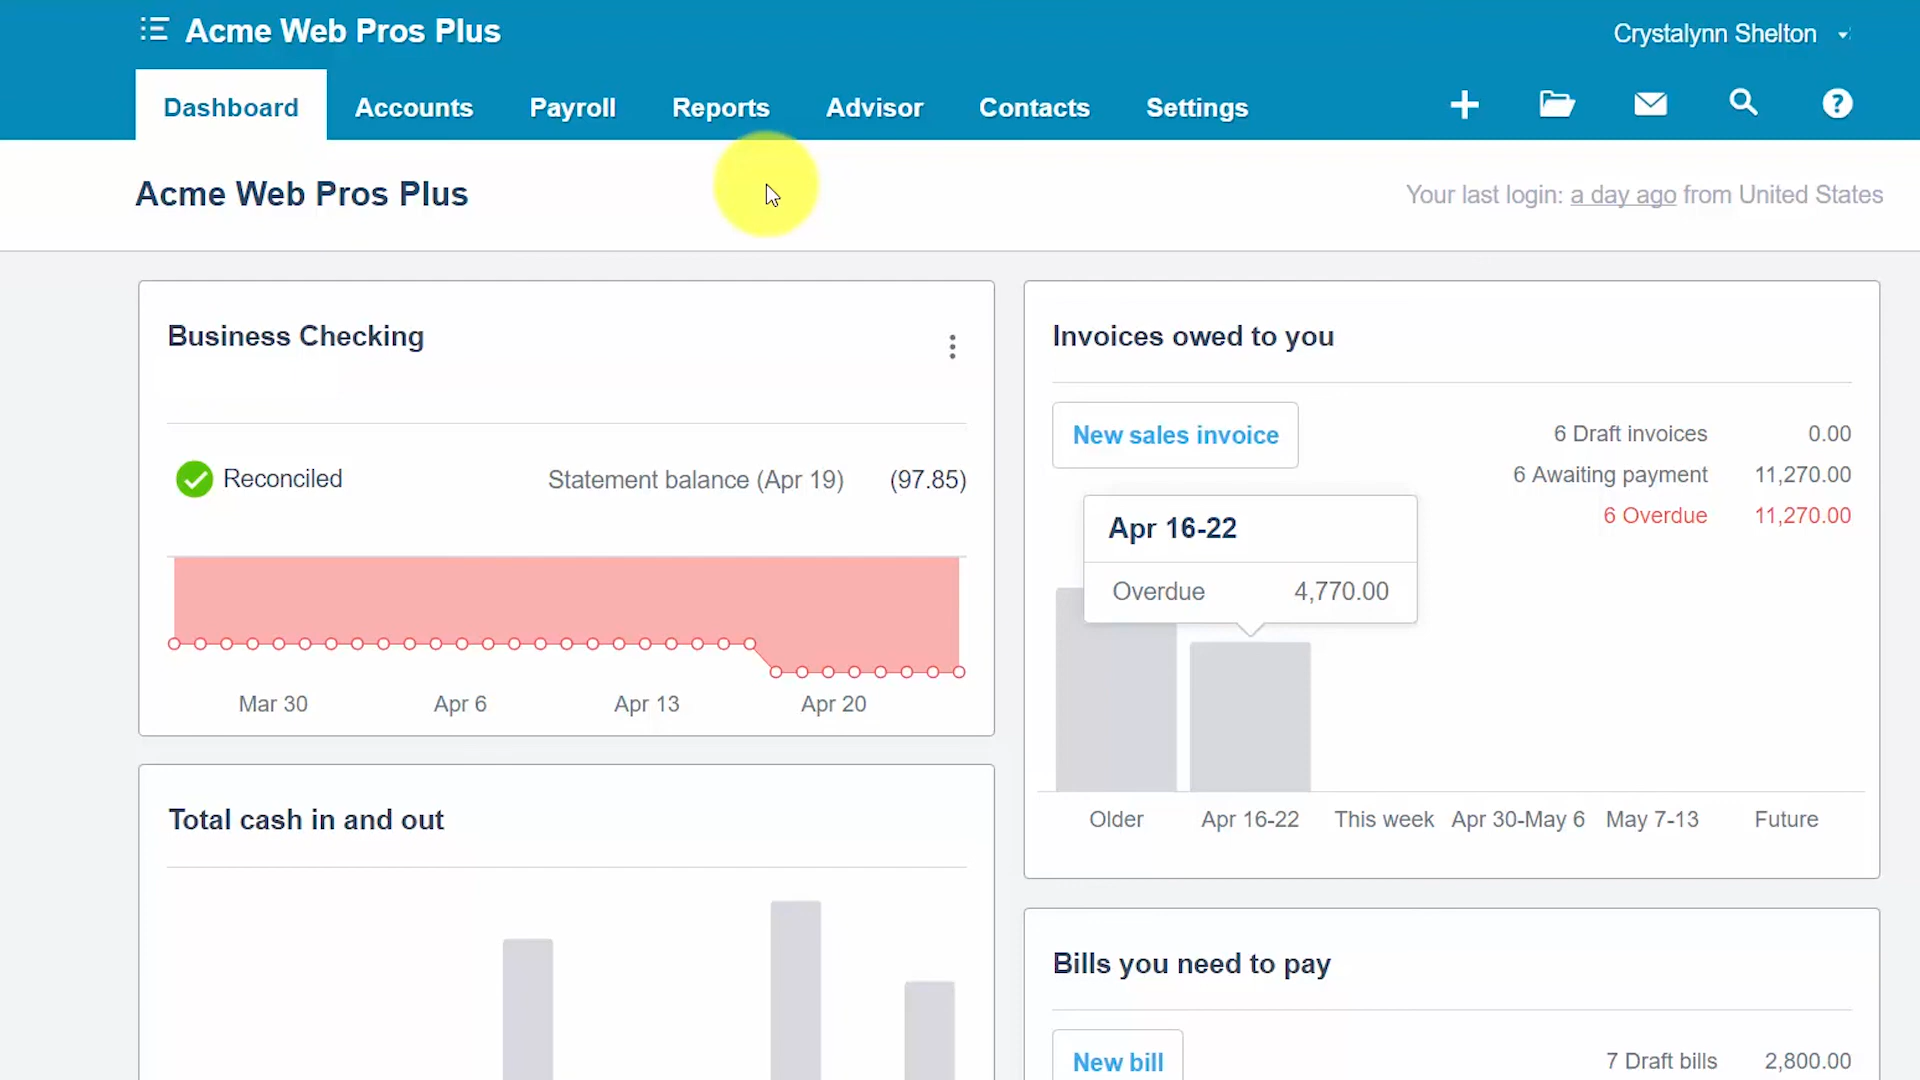 Acme Web Pros Plus
Crystalynn Shelton
Dashboard Accounts Payroll Reports Advisor Contacts Settings
?
Acme Web Pros Plus
Your last login: a day ago from United States
Business Checking
Reconciled Statement balance (Apr 19) (97.85)
Mar 30 Apr 6 Apr 13 Apr 20
Total cash in and out
Invoices owed to you
New sales invoice
6 Draft invoices 0.00
6 Awaiting payment 11,270.00
6 Overdue 11,270.00
Apr 16-22
Overdue 4,770.00
Older Apr 16-22 This week Apr 30-May 6 May 7-13 Future
Bills you need to pay
New bill
7 Draft bills 2,800.00